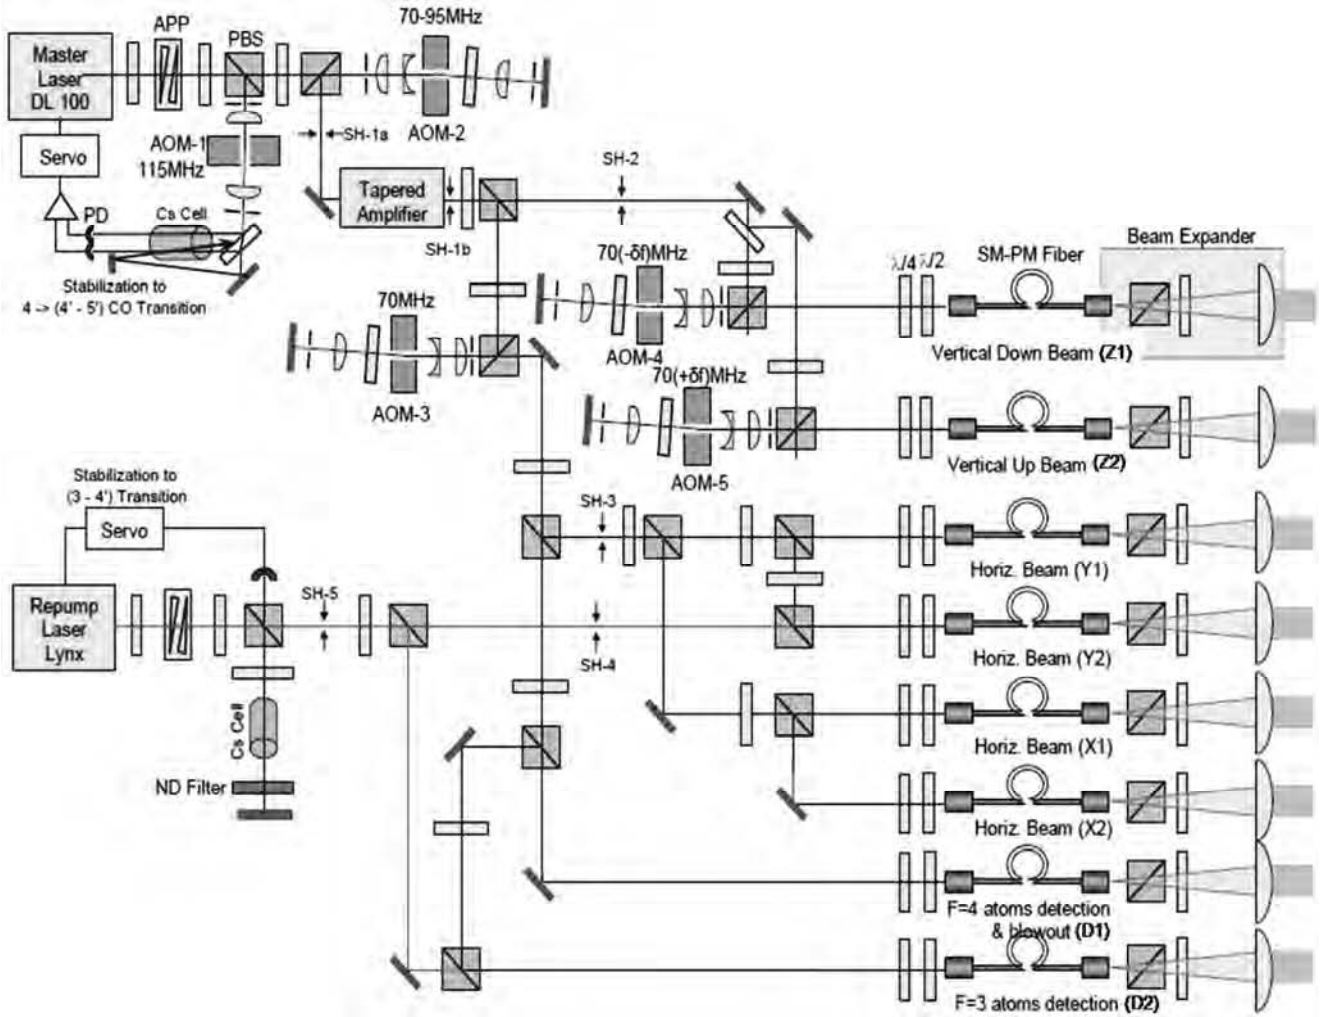 APP
PBS
70-95MHz
Master
Laser
DL 100
Servo
AOM-1
115MHz
SH-1a
AOM-2
PD
Cs Cell
Stabilization to
4 -> (4' - 5') CO Transition
Tapered
Amplifier
SH-1b
SH-2
70(-δf)MHz
AOM-4
70MHz
AOM-3
70(+δf)MHz
AOM-5
λ/4 λ/2
SM-PM Fiber
Beam Expander
Vertical Down Beam (Z1)
Vertical Up Beam (Z2)
Stabilization to
(3 - 4') Transition
Servo
Repump
Laser
Lynx
SH-5
SH-3
SH-4
Cs Cell
ND Filter
Horiz. Beam (Y1)
Horiz. Beam (Y2)
Horiz. Beam (X1)
Horiz. Beam (X2)
F=4 atoms detection
& blowout (D1)
F=3 atoms detection (D2)